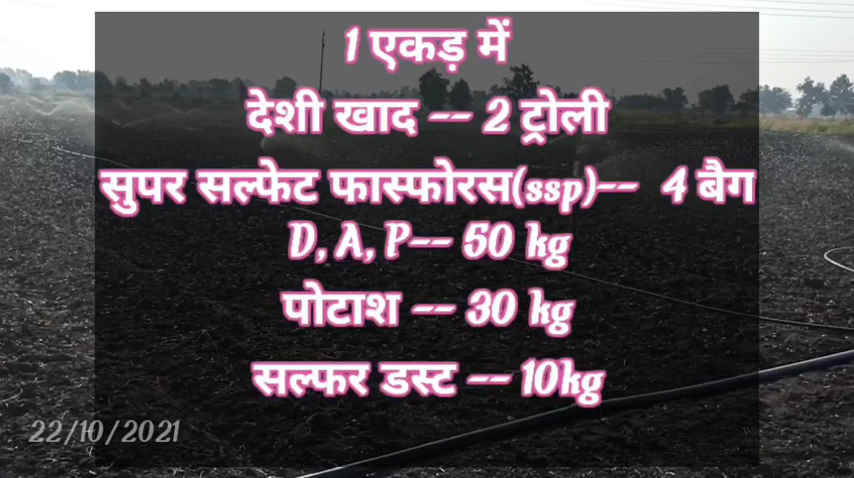 1 एकड़ में
देशी खाद -- 2 ट्रोली
सुपर सल्फेट फास्फोरस(ssp)-- 4 बैग
D, A, P-- 50 kg
पोटाश -- 30 kg
सल्फर डस्ट -- 10kg
22/10/2021